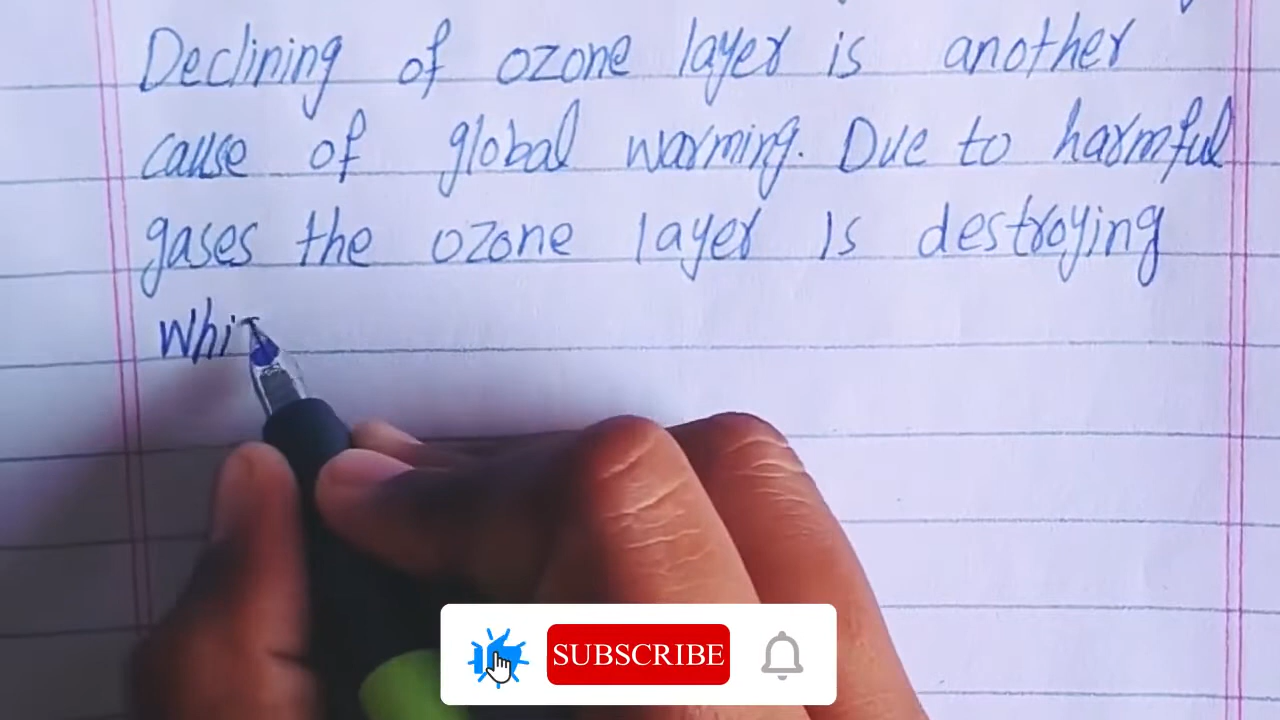 Declining of ozone layer is another
cause of global warming. Due to harmful
gases the ozone layer is destroying
Whi
SUBSCRIBE